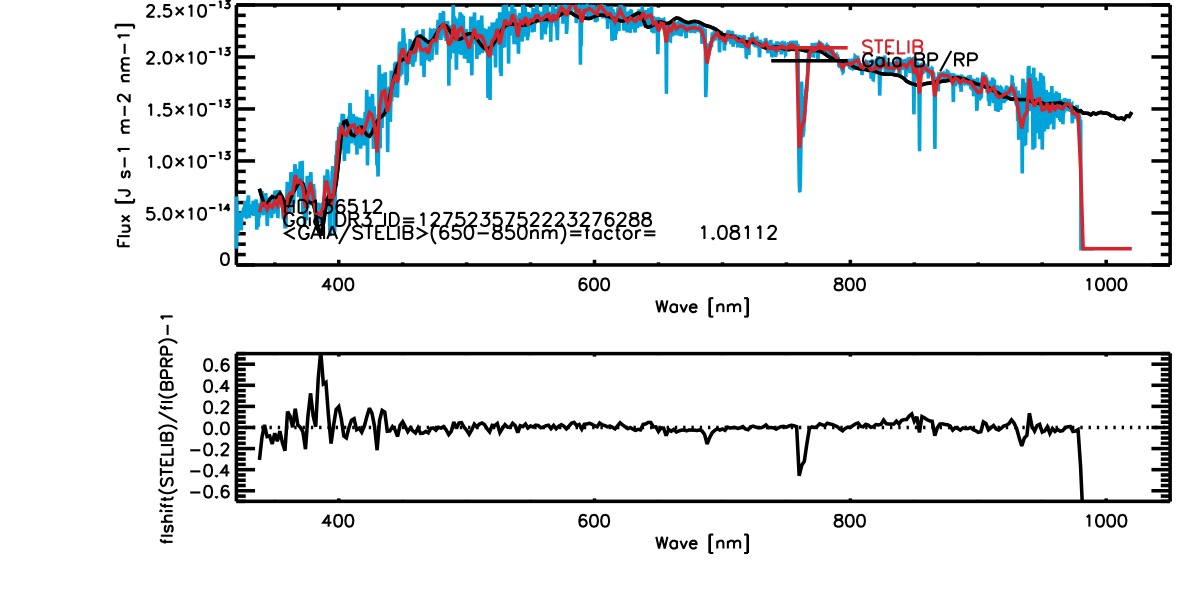 2.5×10−13
2.0×10−13
1.5×10−13
1.0×10−13
5.0×10−14
0
Flux [J s−1 m−2 nm−1]
STELIB
Gaia BP/RP
Gaia DR3 ID=1275235752223276288
<GAIA/STELIB>(650−850nm)=factor= 1.08112
400 600 800 1000
Wave [nm]
0.6
0.4
0.2
0.0
−0.2
−0.4
−0.6
flshift(STELIB)/fl(BPRP)−1
400 600 800 1000
Wave [nm]